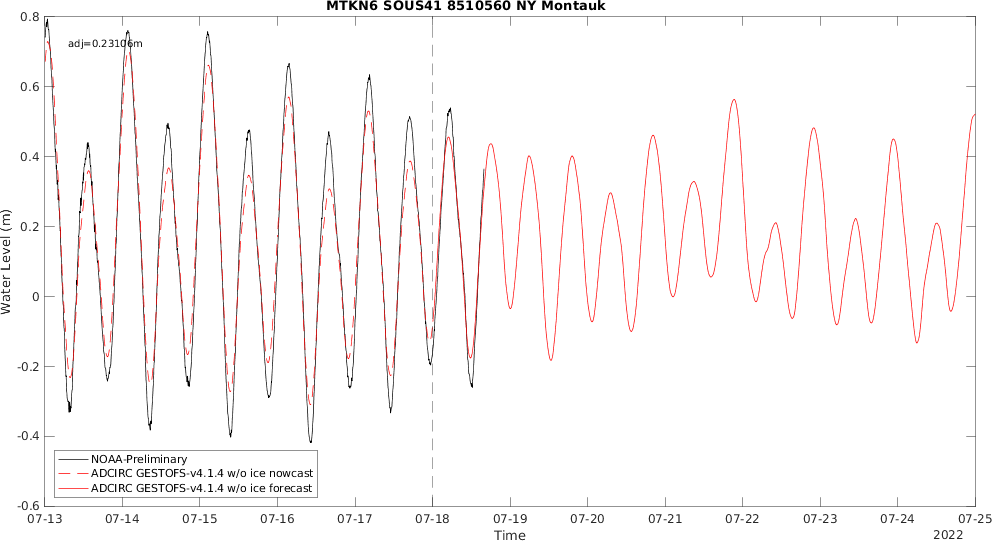 MTKN6 SOUS41 8510560 NY Montauk
adj=0.23106m
Water Level (m)
0.8
0.6
0.4
0.2
0
-0.2
-0.4
-0.6
NOAA-Preliminary
ADCIRC GESTOFS-v4.1.4 w/o ice nowcast
ADCIRC GESTOFS-v4.1.4 w/o ice forecast
07-13 07-14 07-15 07-16 07-17 07-18 07-19 07-20 07-21 07-22 07-23 07-24 07-25
Time
2022